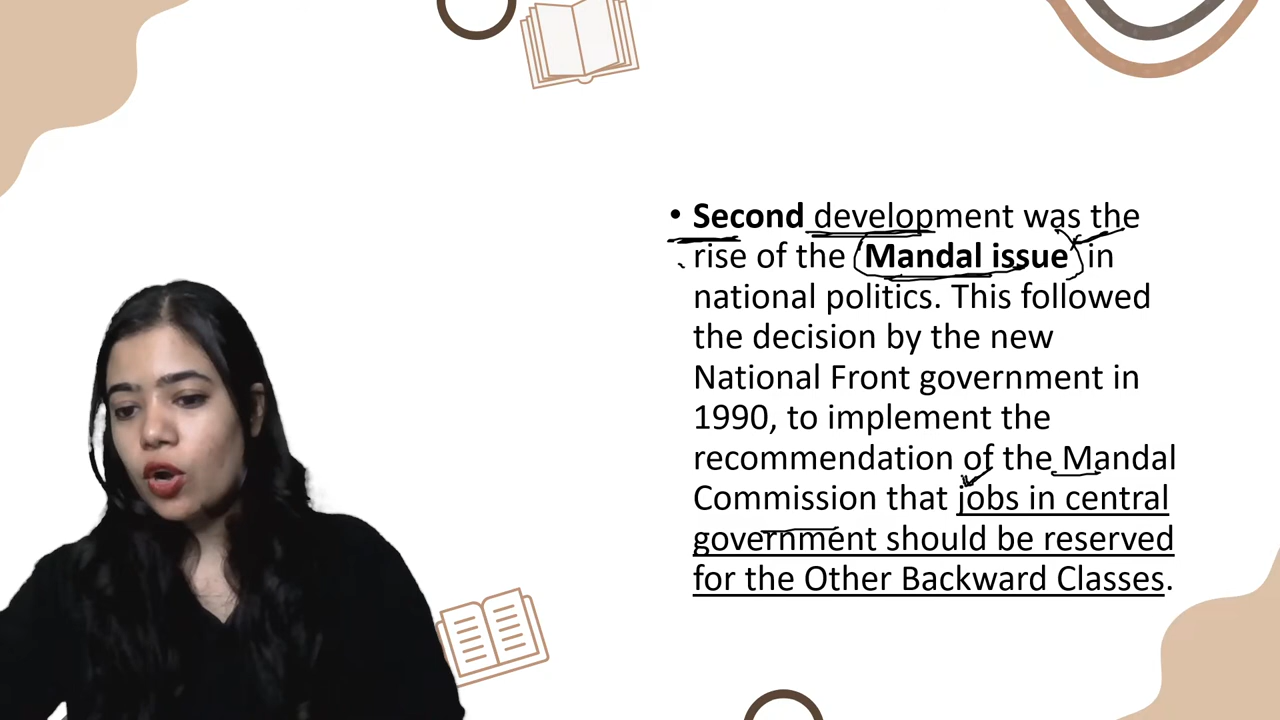 • Second development was the
rise of the 'Mandal issue' in
national politics. This followed
the decision by the new
National Front government in
1990, to implement the
recommendation of the Mandal
Commission that jobs in central
government should be reserved
for the Other Backward Classes.